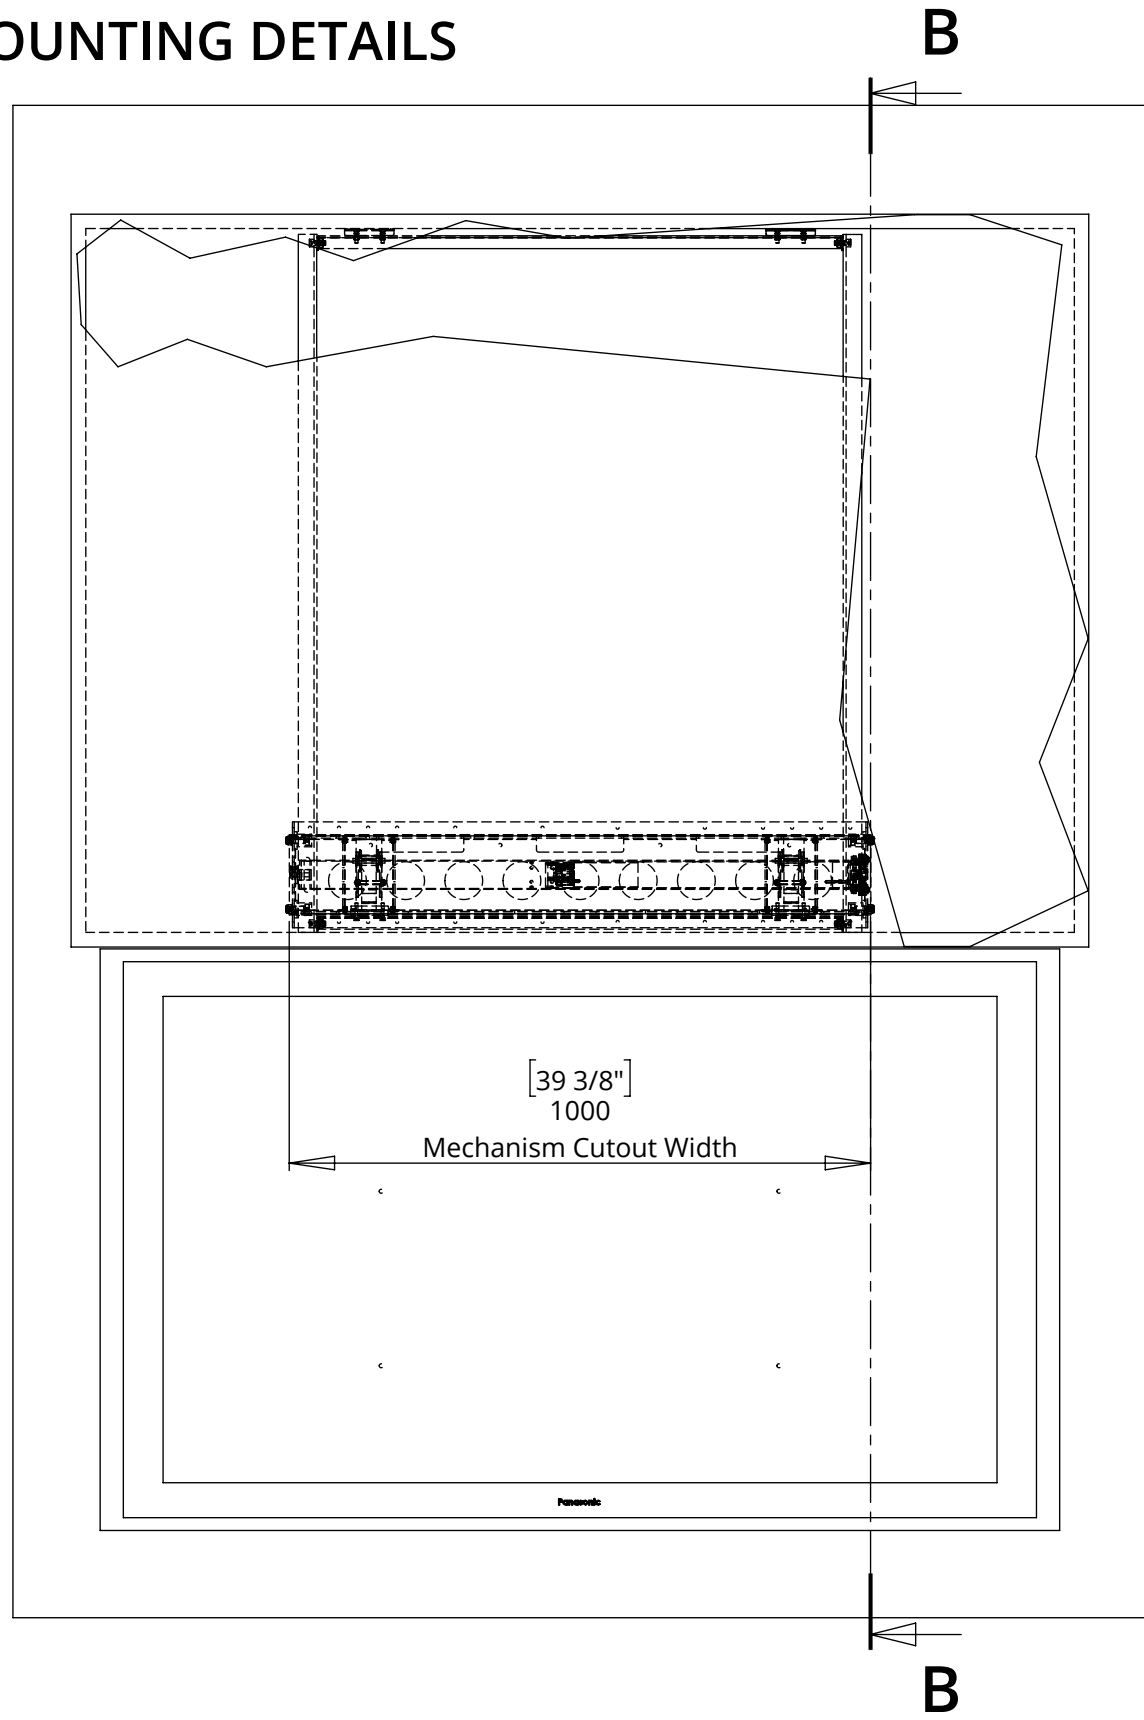 OUNTING DETAILS
B
[39 3/8"]
1000
Mechanism Cutout Width
Panasonic
B